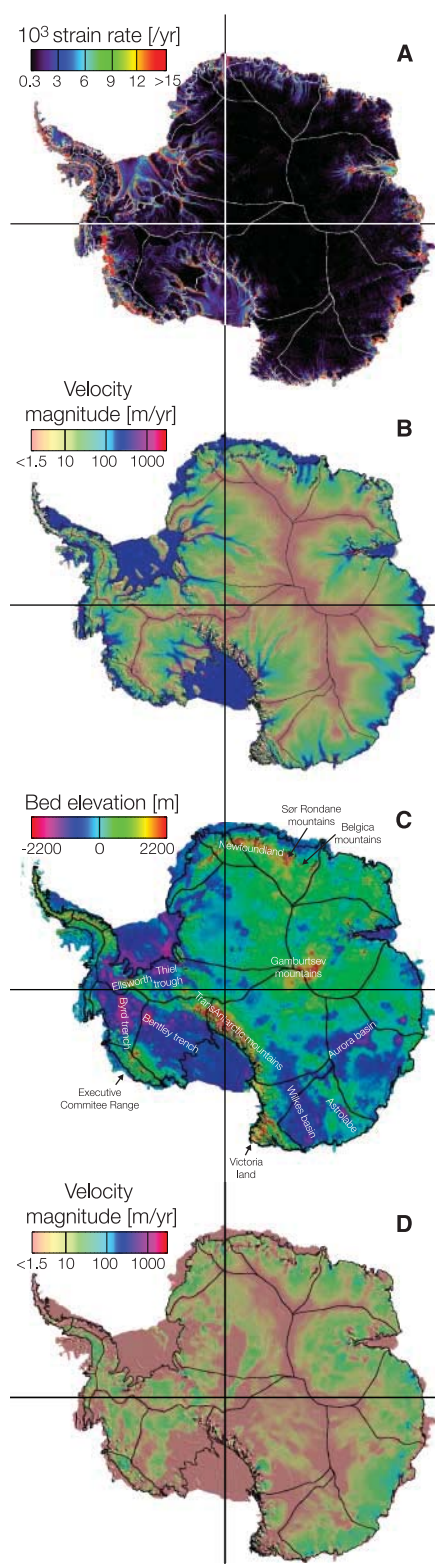 10³ strain rate [/yr]
0.3 3 6 9 12 >15
A
Velocity
magnitude [m/yr]
<1.5 10 100 1000
B
Bed elevation [m]
-2200 0 2200
C
Sør Rondane
mountains
Belgica
mountains
Newfoundland
Gamburtsev
mountains
Thiel
trough
Ellsworth
Byrd trench
Bentley trench
TransAntarctic mountains
Aurora basin
Wilkes basin
Astrolabe
Executive
Commitee Range
Victoria
land
Velocity
magnitude [m/yr]
<1.5 10 100 1000
D